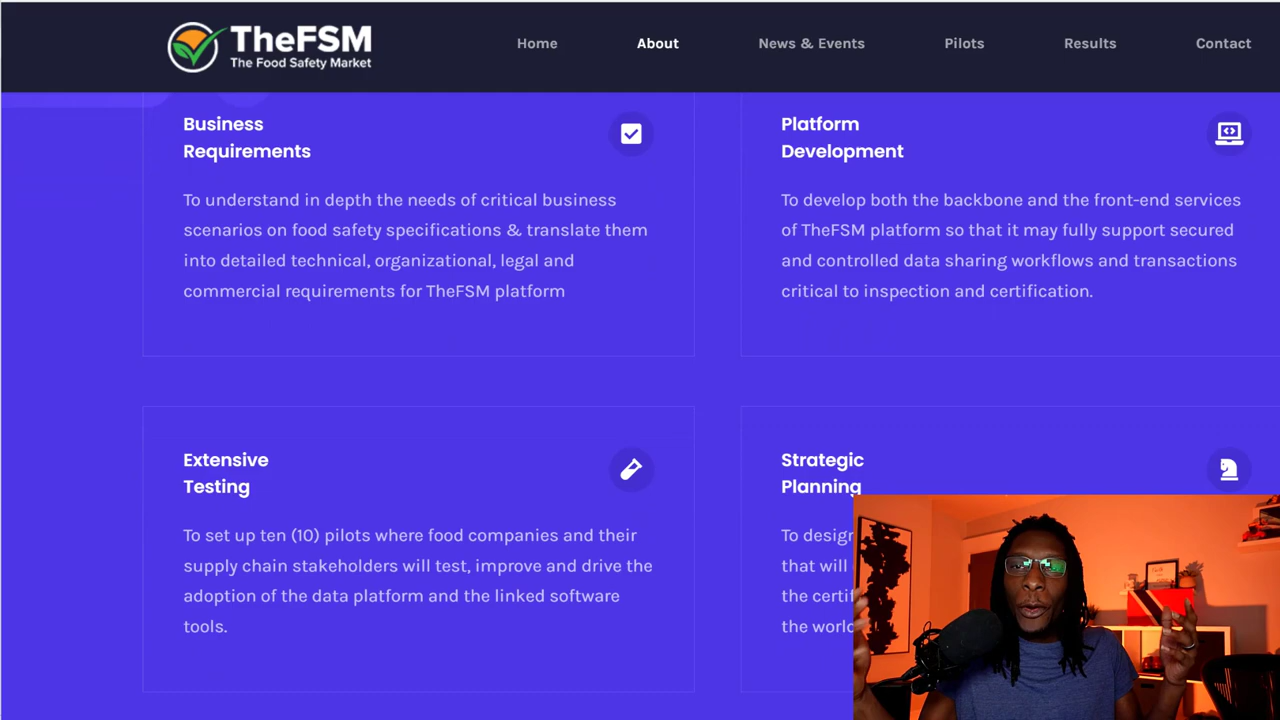 TheFSM
The Food Safety Market
Home
About
News & Events
Pilots
Results
Contact
Business
Requirements
To understand in depth the needs of critical business
scenarios on food safety specifications & translate them
into detailed technical, organizational, legal and
commercial requirements for TheFSM platform
Platform
Development
To develop both the backbone and the front-end services
of TheFSM platform so that it may fully support secured
and controlled data sharing workflows and transactions
critical to inspection and certification.
Extensive
Testing
To set up ten (10) pilots where food companies and their
supply chain stakeholders will test, improve and drive the
adoption of the data platform and the linked software
tools.
Strategic
Planning
To
that will
the
the